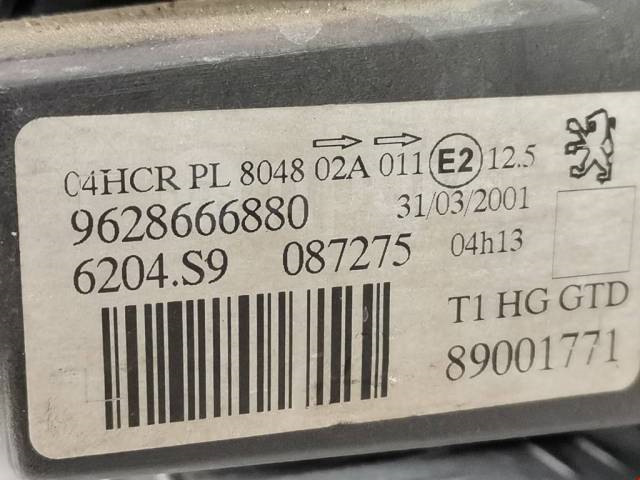 04HCR PL 8048 02A 011 E2 12.5
9628666880 31/03/2001
6204.S9 087275 04h13
T1 HG GTD
89001771